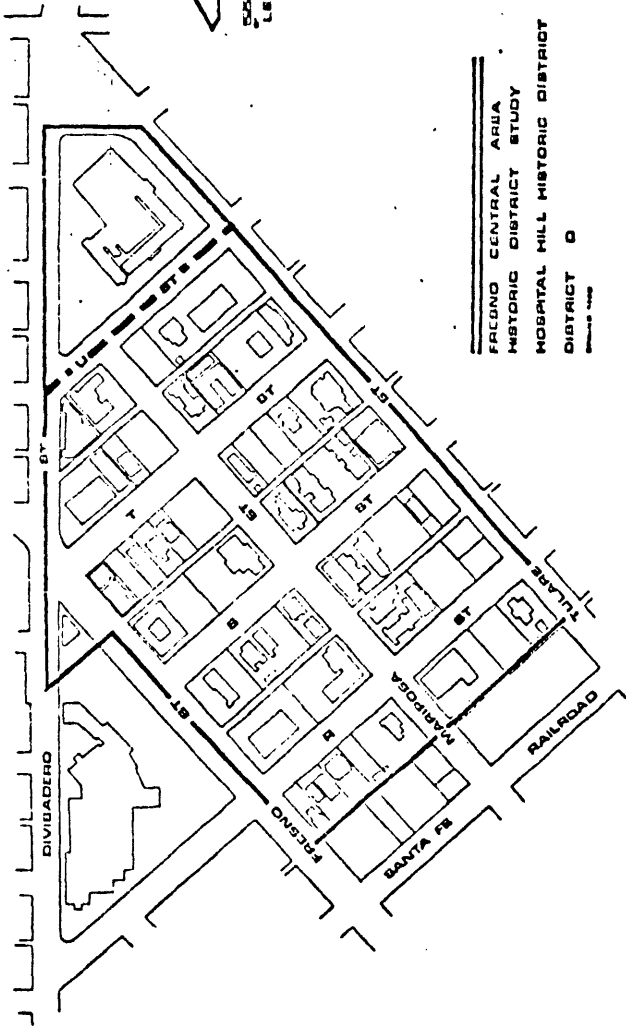 FRESNO CENTRAL AREA
HISTORIC DISTRICT STUDY
HOSPITAL HILL HISTORIC DISTRICT
DISTRICT D
DIVISADERO ST
U ST
T ST
S ST
R ST
FRESNO ST
MARIPOSA ST
TULARE ST
SANTA FE RAILROAD